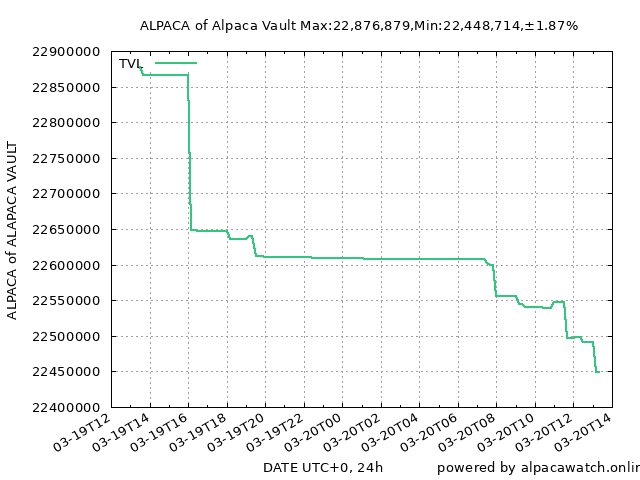 ALPACA of Alpaca Vault Max:22,876,879,Min:22,448,714,±1.87%
TVL
22900000
22850000
22800000
22750000
22700000
22650000
22600000
22550000
22500000
22450000
22400000
ALPACA of ALAPACA VAULT
03-19T12
03-19T14
03-19T16
03-19T18
03-19T20
03-19T22
03-20T00
03-20T02
03-20T04
03-20T06
03-20T08
03-20T10
03-20T12
03-20T14
DATE UTC+0, 24h
powered by alpacawatch.onlin